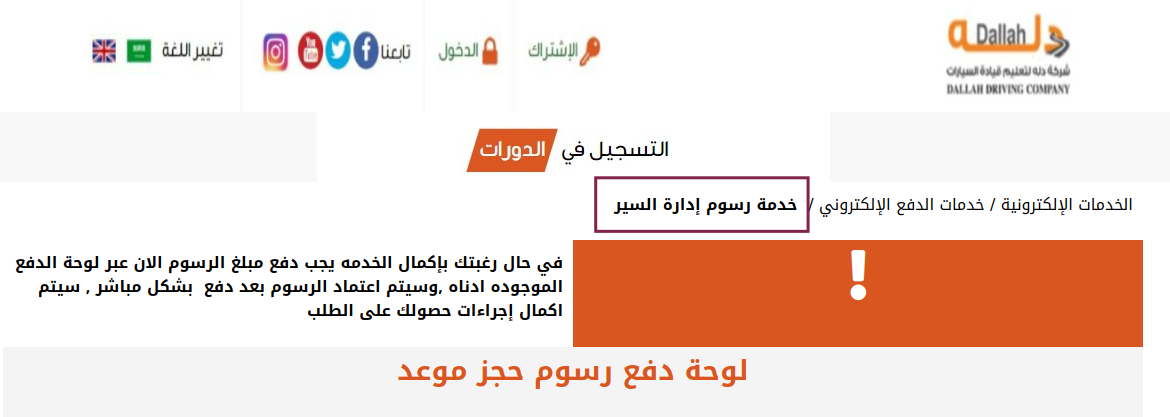 دله Dallah
شركة دله لتعليم قيادة السيارات
DALLAH DRIVING COMPANY
الإشتراك
الدخول
تابعنا
You Tube
تغيير اللغة
التسجيل في الدورات
الخدمات الإلكترونية / خدمات الدفع الإلكتروني / خدمة رسوم إدارة السير
!
في حال رغبتك بإكمال الخدمه يجب دفع مبلغ الرسوم الان عبر لوحة الدفع
الموجوده ادناه ,وسيتم اعتماد الرسوم بعد دفع بشكل مباشر , سيتم
اكمال إجراءات حصولك على الطلب
لوحة دفع رسوم حجز موعد